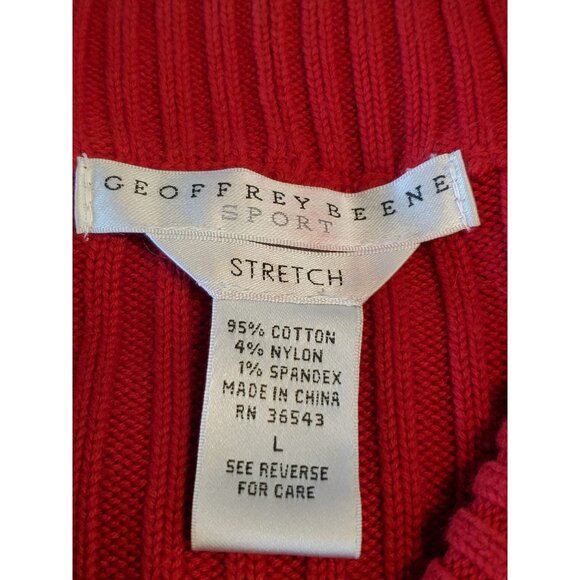 GEOFFREY BEENE
SPORT
STRETCH
95% COTTON
4% NYLON
1% SPANDEX
MADE IN CHINA
RN 36543
L
SEE REVERSE
FOR CARE